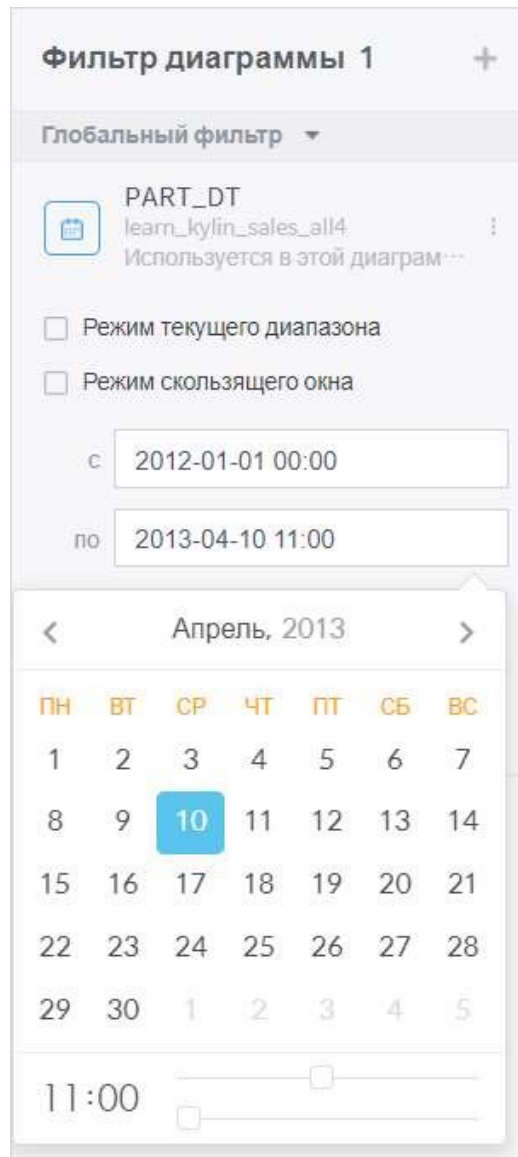 Фильтр диаграммы 1 +
Глобальный фильтр
PART_DT
learn_kylin_sales_all4
Используется в этой диаграм...
Режим текущего диапазона
Режим скользящего окна
с 2012-01-01 00:00
по 2013-04-10 11:00
Апрель, 2013
ПН ВТ СР ЧТ ПТ СБ ВС
1 2 3 4 5 6 7
8 9 10 11 12 13 14
15 16 17 18 19 20 21
22 23 24 25 26 27 28
29 30 1 2 3 4 5
11:00